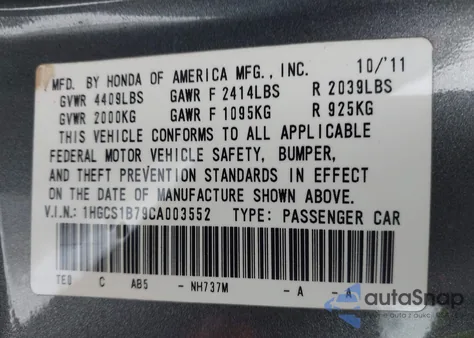 MFD. BY HONDA OF AMERICA MFG., INC. 10/'11
GVWR 4409LBS GAWR F 2414LBS R 2039LBS
GVWR 2000KG GAWR F 1095KG R 925KG
THIS VEHICLE CONFORMS TO ALL APPLICABLE
FEDERAL MOTOR VEHICLE SAFETY, BUMPER,
AND THEFT PREVENTION STANDARDS IN EFFECT
ON THE DATE OF MANUFACTURE SHOWN ABOVE.
V.I.N.: 1HGCS1B79CA003552 TYPE: PASSENGER CAR
TED C AB5 - NH737M - A - A
autoSnap